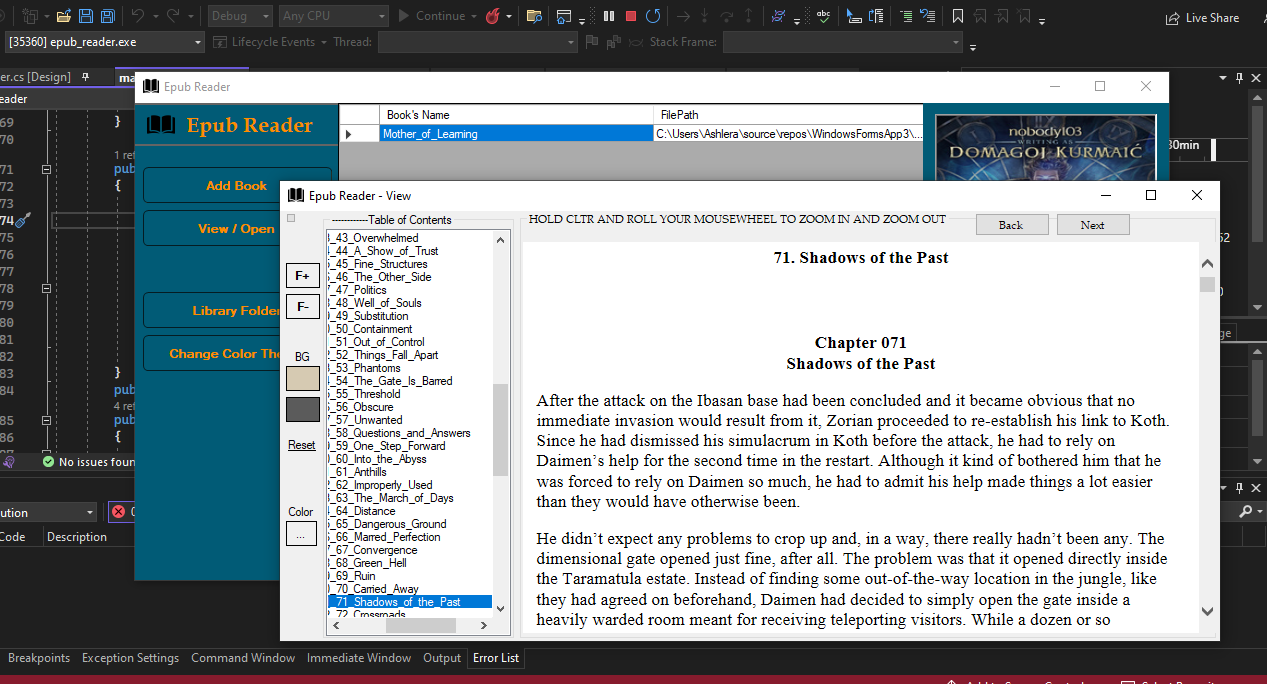 Debug
Any CPU
Continue
Live Share
[35360] epub_reader.exe
Lifecycle Events
Thread:
Stack Frame:
er.cs [Design]
ma
eader
69
70
71
72
73
74
75
76
77
78
79
80
81
82
83
84
85
86
}
1 ref
pub
{
}
pub
4 ref
pub
{
No issues foun
ution
0
Code
Description
30min
Epub Reader
Epub Reader
Add Book
View / Open
Library Folder
Change Color The
Book's Name
FilePath
Mother_of_Learning
C:\Users\Ashlera\source\repos\WindowsFormsApp3\...
nobody103
WRITING AS
DOMAGOJ KURMAIĆ
Epub Reader - View
------------Table of Contents
F+
F-
BG
Reset
Color
...
_43_Overwhelmed
_44_A_Show_of_Trust
_45_Fine_Structures
_46_The_Other_Side
_47_Politics
_48_Well_of_Souls
_49_Substitution
_50_Containment
_51_Out_of_Control
_52_Things_Fall_Apart
_53_Phantoms
_54_The_Gate_Is_Barred
_55_Threshold
_56_Obscure
_57_Unwanted
_58_Questions_and_Answers
_59_One_Step_Forward
_60_Into_the_Abyss
_61_Anthills
_62_Improperly_Used
_63_The_March_of_Days
_64_Distance
_65_Dangerous_Ground
_66_Marred_Perfection
_67_Convergence
_68_Green_Hell
_69_Ruin
_70_Carried_Away
_71_Shadows_of_the_Past
_72_Crossroads
HOLD CLTR AND ROLL YOUR MOUSEWHEEL TO ZOOM IN AND ZOOM OUT
Back
Next
71. Shadows of the Past
Chapter 071
Shadows of the Past
After the attack on the Ibasan base had been concluded and it became obvious that no
immediate invasion would result from it, Zorian proceeded to re-establish his link to Koth.
Since he had dismissed his simulacrum in Koth before the attack, he had to rely on
Daimen's help for the second time in the restart. Although it kind of bothered him that he
was forced to rely on Daimen so much, he had to admit his help made things a lot easier
than they would have otherwise been.
He didn't expect any problems to crop up and, in a way, there really hadn't been any. The
dimensional gate opened just fine, after all. The problem was that it opened directly inside
the Taramatula estate. Instead of finding some out-of-the-way location in the jungle, like
they had agreed on beforehand, Daimen had decided to simply open the gate inside a
heavily warded room meant for receiving teleporting visitors. While a dozen or so
Breakpoints
Exception Settings
Command Window
Immediate Window
Output
Error List